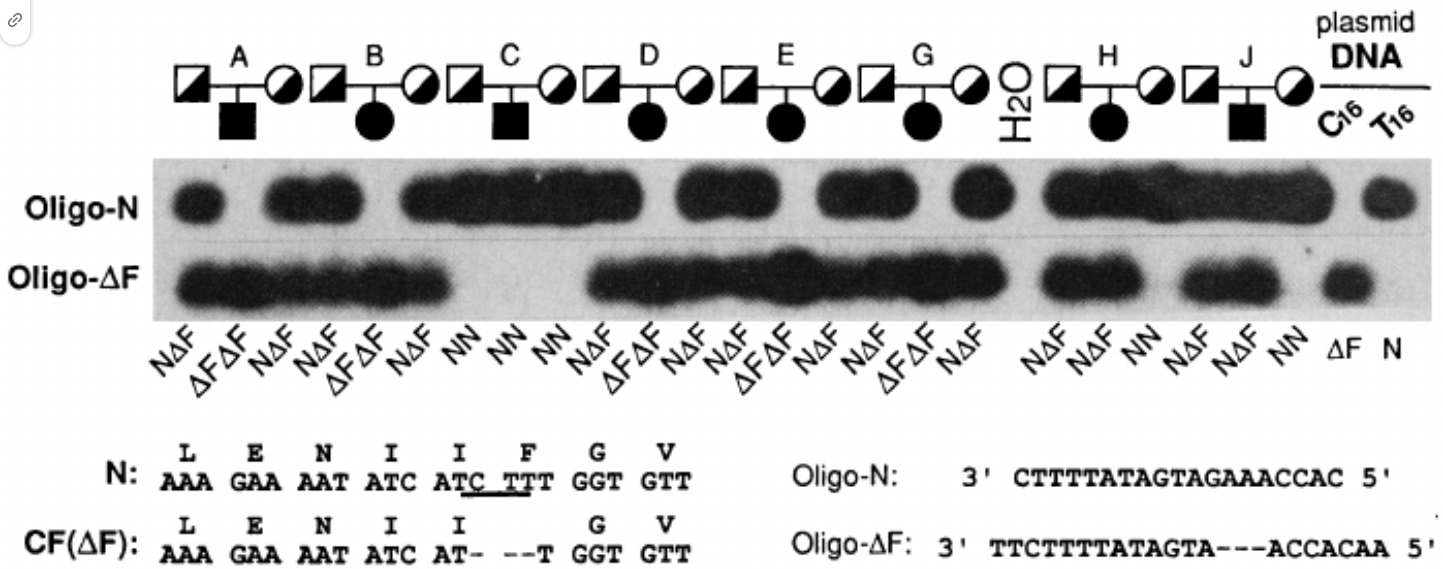 plasmid
A B C D E G H₂O H J DNA
C16 T16
Oligo-N
Oligo-ΔF
NΔF ΔFΔF NΔF NΔF ΔFΔF NΔF NN NN NN NΔF ΔFΔF NΔF NΔF ΔFΔF NΔF NΔF ΔFΔF NΔF NΔF NΔF NN NΔF NΔF NN ΔF N
L E N I I F G V
N: AAA GAA AAT ATC ATC TTT GGT GTT
Oligo-N: 3' CTTTTATAGTAGAAACCAC 5'
L E N I I G V
CF(ΔF): AAA GAA AAT ATC AT- --T GGT GTT
Oligo-ΔF: 3' TTCTTTTATAGTA---ACCACAA 5'